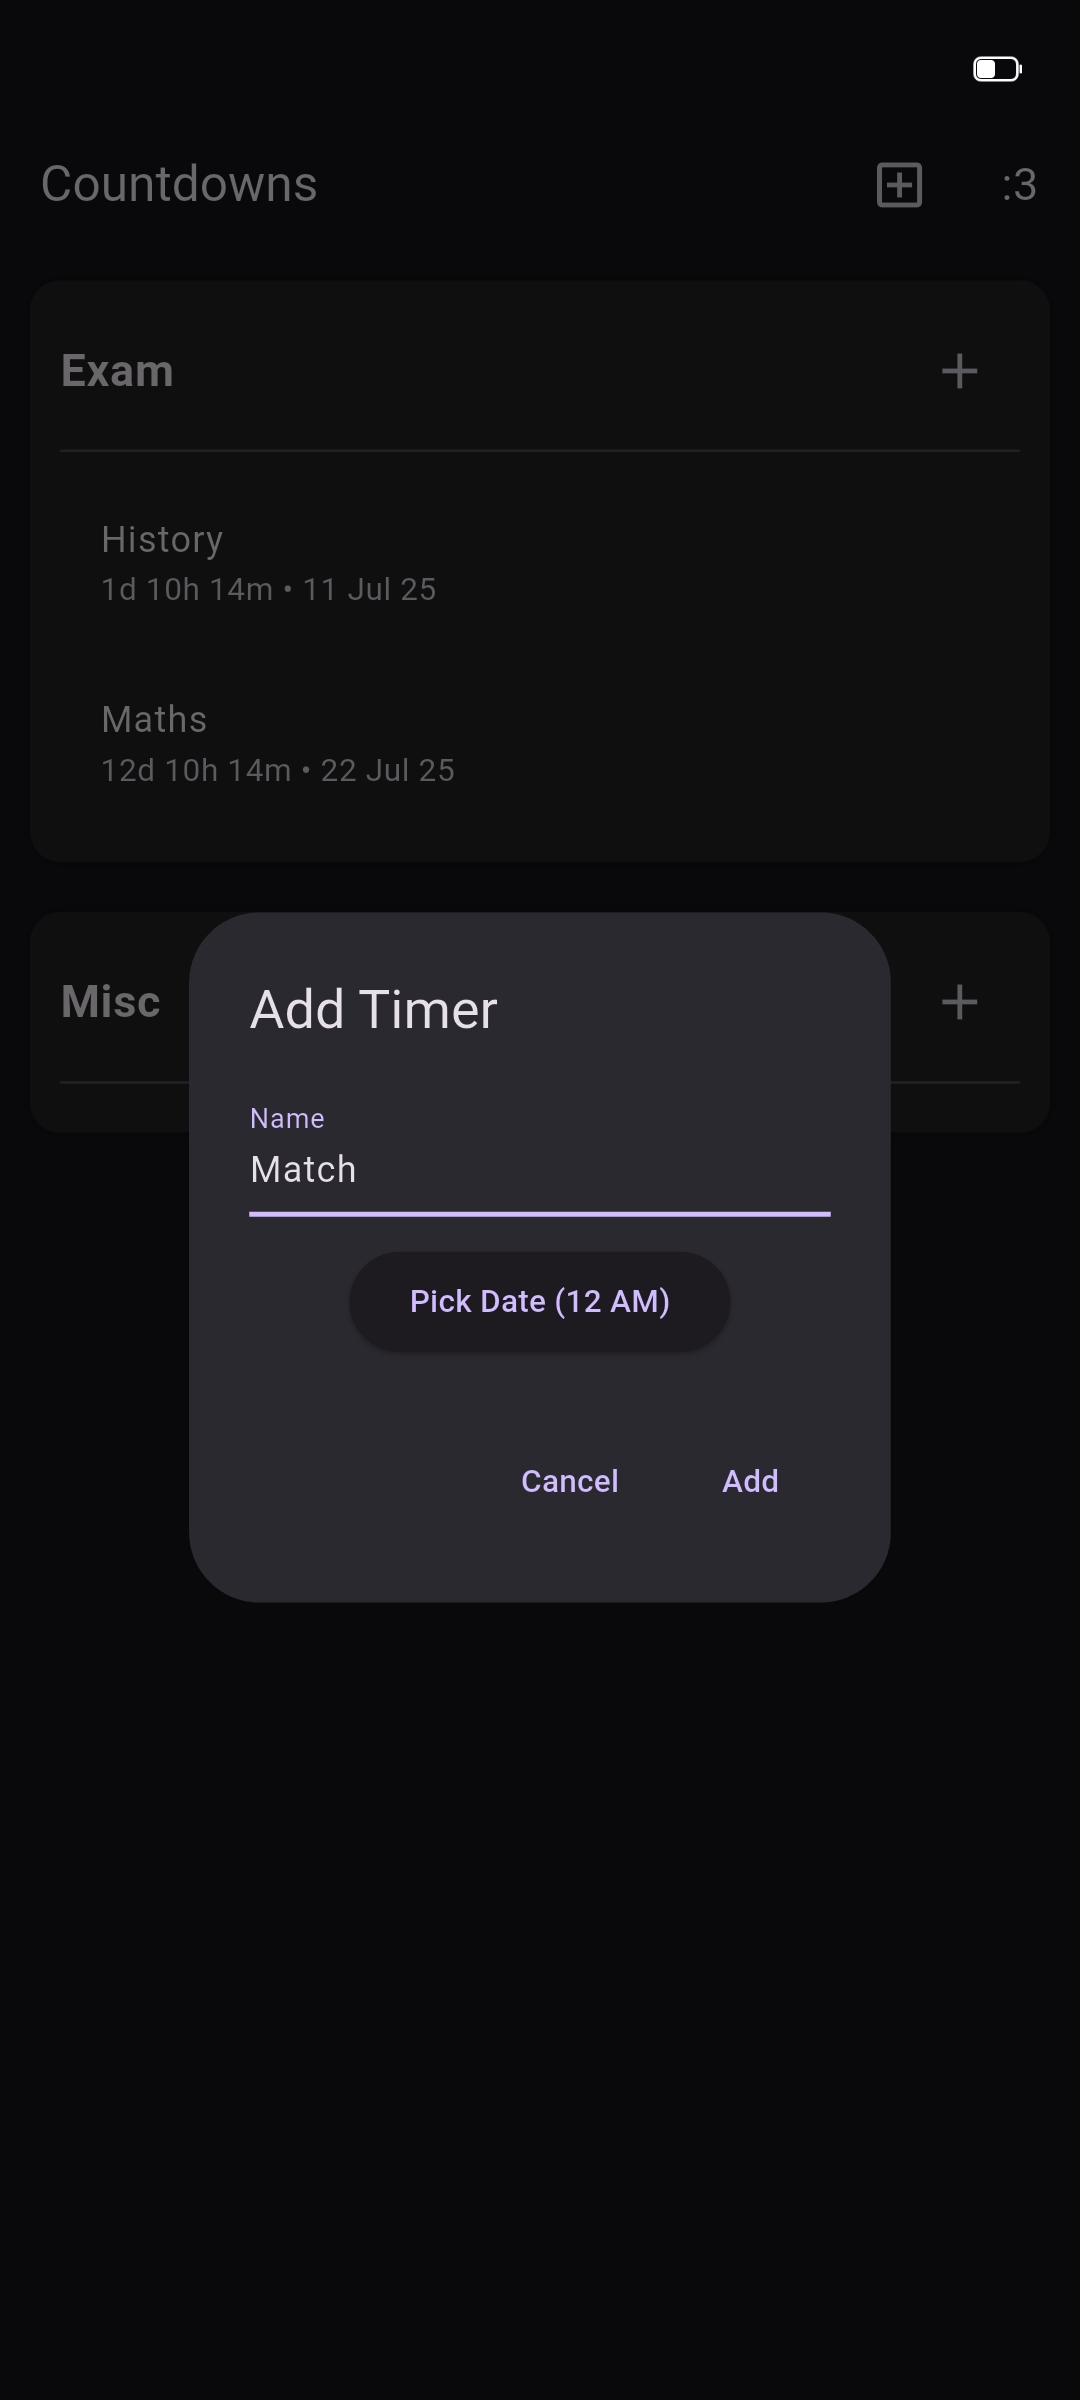 Countdowns :3
Exam
History
1d 10h 14m • 11 Jul 25
Maths
12d 10h 14m • 22 Jul 25
Misc
Add Timer
Name
Match
Pick Date (12 AM)
Cancel Add